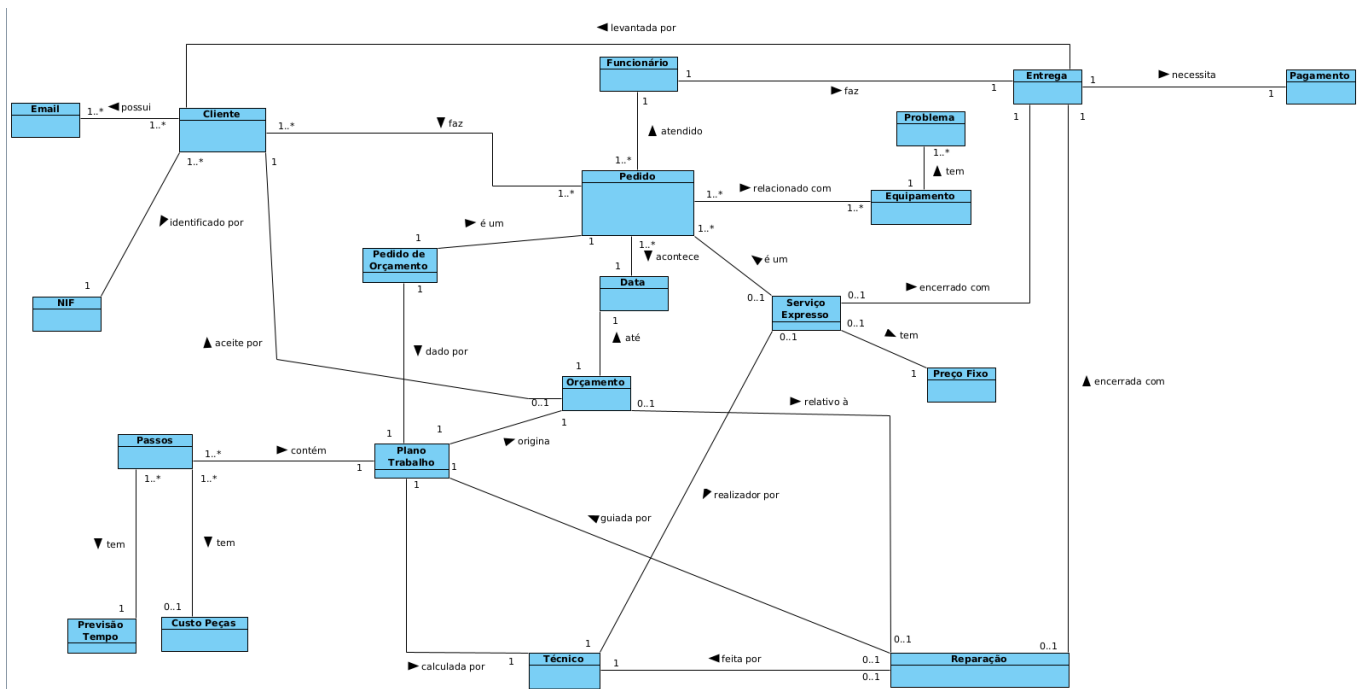 levantada por
Funcionário
1
1
faz
1
Entrega
1
necessita
1
Pagamento
1
1
Email
1..*
possui
1..*
Cliente
1..*
1..*
1
faz
atendido
1..*
Problema
1..*
tem
1
Equipamento
Pedido
1..*
1..*
relacionado com
1..*
identificado por
é um
1
1
1..*
acontece
1..*
é um
Pedido de
Orçamento
1
1
Data
1
0..1
Serviço
Expresso
0..1
encerrado com
0..1
0..1
tem
1
Preço Fixo
1
NIF
aceite por
dado por
até
1
Orçamento
0..1
0..1
1
relativo à
encerrada com
Passos
1..*
contém
1
1
1
origina
Plano
Trabalho
1
1
1..*
1..*
realizador por
guiada por
tem
tem
1
0..1
Previsão
Tempo
Custo Peças
calculada por
1
1
Técnico
1
feita por
0..1
0..1
0..1
0..1
Reparação